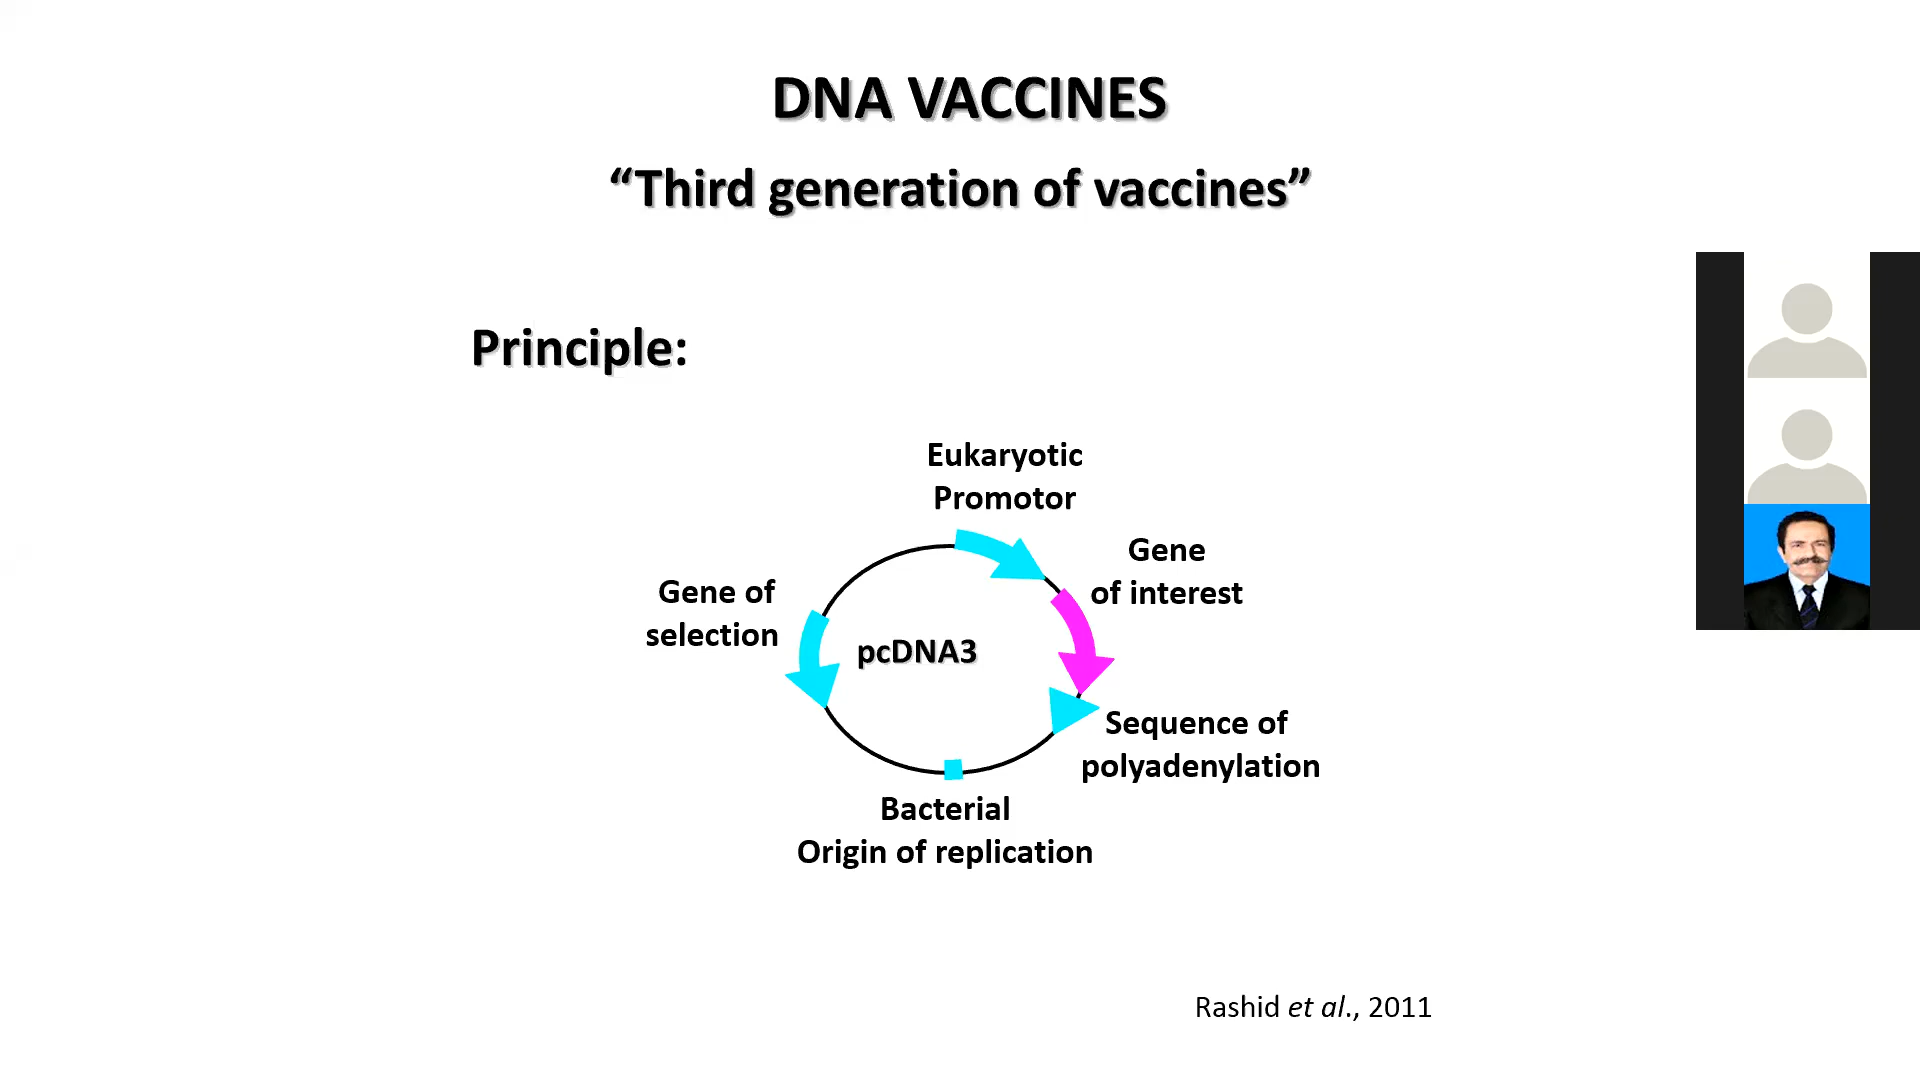 DNA VACCINES
“Third generation of vaccines”
Principle:
Eukaryotic
Promotor
Gene
of interest
Gene of
selection
pcDNA3
Sequence of
polyadenylation
Bacterial
Origin of replication
Rashid et al., 2011